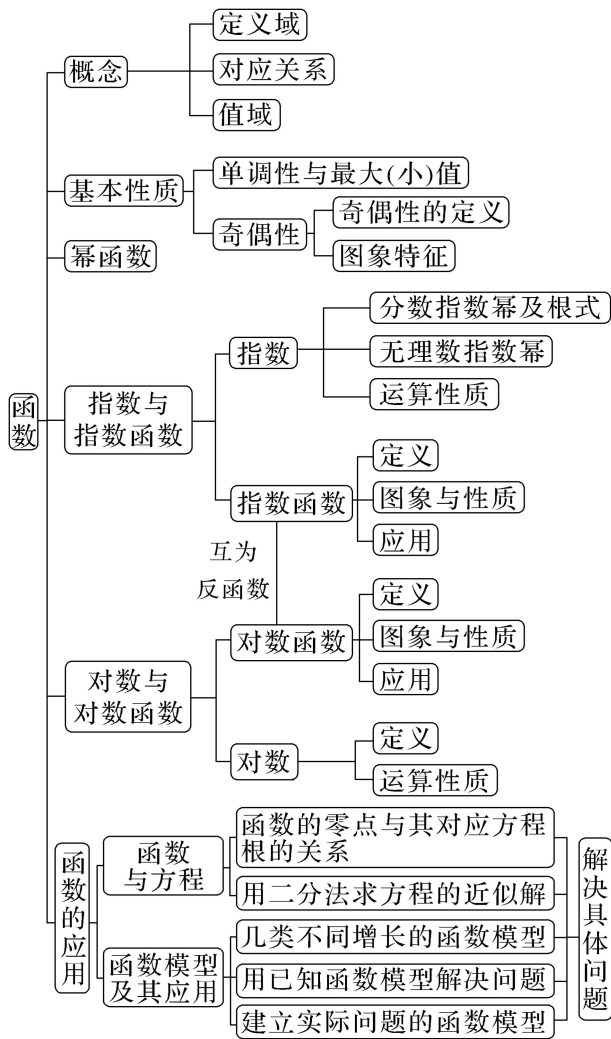 定义域
概念
对应关系
值域
单调性与最大(小)值
基本性质
奇偶性的定义
奇偶性
图象特征
幂函数
分数指数幂及根式
指数
无理数指数幂
运算性质
函数
指数与
指数函数
定义
指数函数
图象与性质
应用
互为
反函数
定义
对数函数
图象与性质
应用
对数与
对数函数
定义
对数
运算性质
函数的应用
函数
与方程
函数的零点与其对应方程
根的关系
用二分法求方程的近似解
函数模型
及其应用
几类不同增长的函数模型
用已知函数模型解决问题
建立实际问题的函数模型
解决具体问题